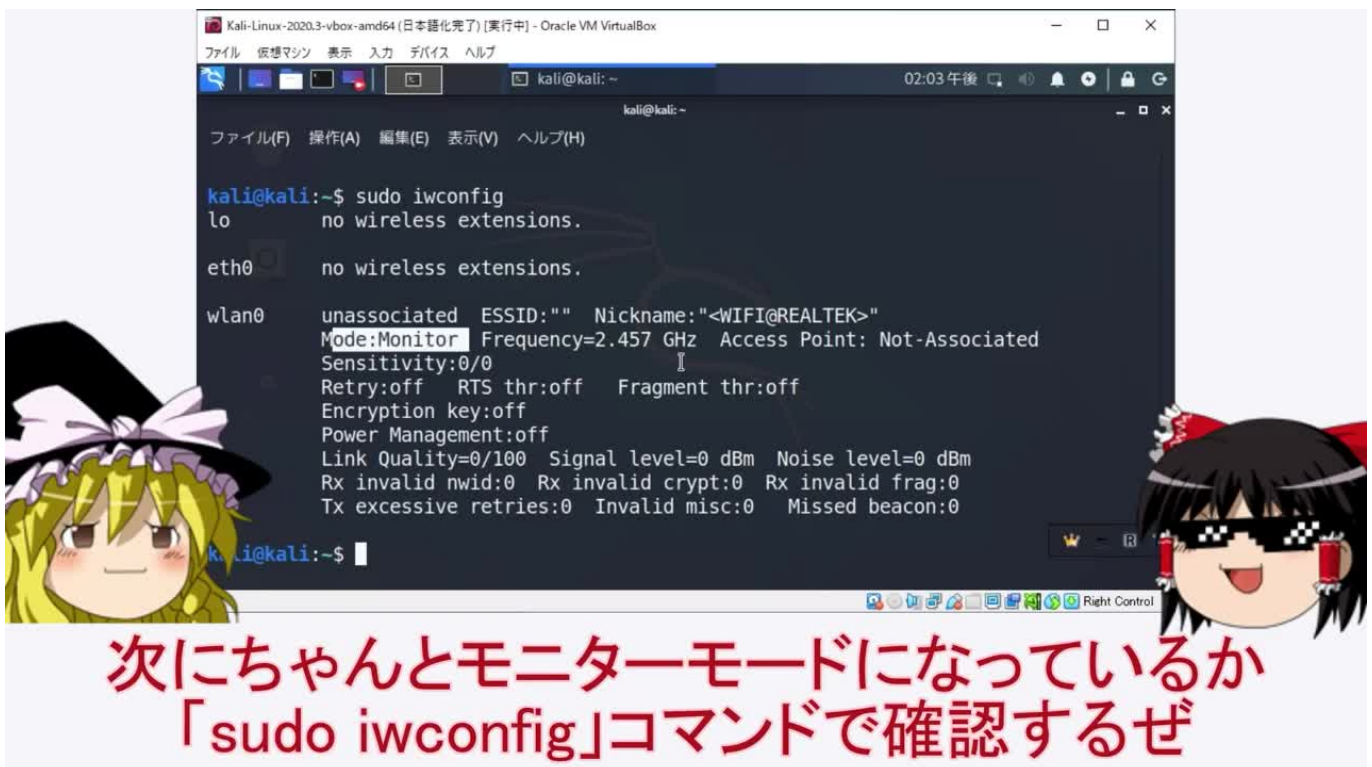 Kali-Linux-2020.3-vbox-amd64 (日本語化完了) [実行中] - Oracle VM VirtualBox
ファイル 仮想マシン 表示 入力 デバイス ヘルプ
kali@kali: ~ 02:03 午後
kali@kali: ~
ファイル(F) 操作(A) 編集(E) 表示(V) ヘルプ(H)
kali@kali:~$ sudo iwconfig
lo no wireless extensions.
eth0 no wireless extensions.
wlan0 unassociated ESSID:"" Nickname:"<WIFI@REALTEK>"
Mode:Monitor Frequency=2.457 GHz Access Point: Not-Associated
Sensitivity:0/0
Retry:off RTS thr:off Fragment thr:off
Encryption key:off
Power Management:off
Link Quality=0/100 Signal level=0 dBm Noise level=0 dBm
Rx invalid nwid:0 Rx invalid crypt:0 Rx invalid frag:0
Tx excessive retries:0 Invalid misc:0 Missed beacon:0
kali@kali:~$
Right Control
次にちゃんとモニターモードになっているか
「sudo iwconfig」コマンドで確認するぜ